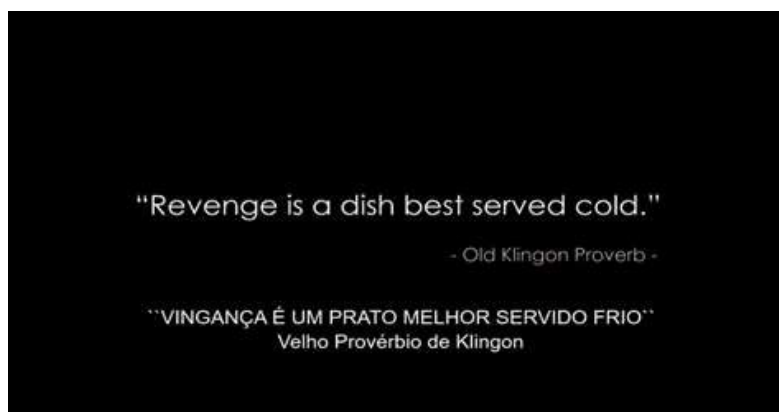 “Revenge is a dish best served cold.”
- Old Klingon Proverb -
``VINGANÇA É UM PRATO MELHOR SERVIDO FRIO``
Velho Provérbio de Klingon